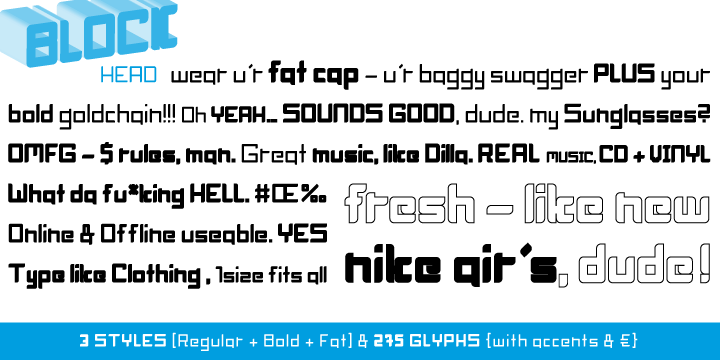 BLOCK
HEAD wear u´r fat cap – u´r baggy swagger PLUS your
bold goldchain!!! Oh YEAH... SOUNDS GOOD, dude. my Sunglasses?
OMFG – $ rules, man. Great music, like Dilla. REAL MUSIC, CD + VINYL
What da fu*king HELL. #Œ‰
Online & Offline useable. YES
Type like Clothing , 1size fits all
fresh – like new
nike air´s, dude!
3 STYLES [Regular + Bold + Fat] & 275 GLYPHS {with accents & €}